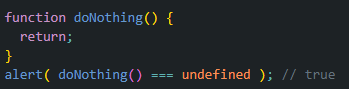 function doNothing() {
  return;
}
alert( doNothing() === undefined ); // true